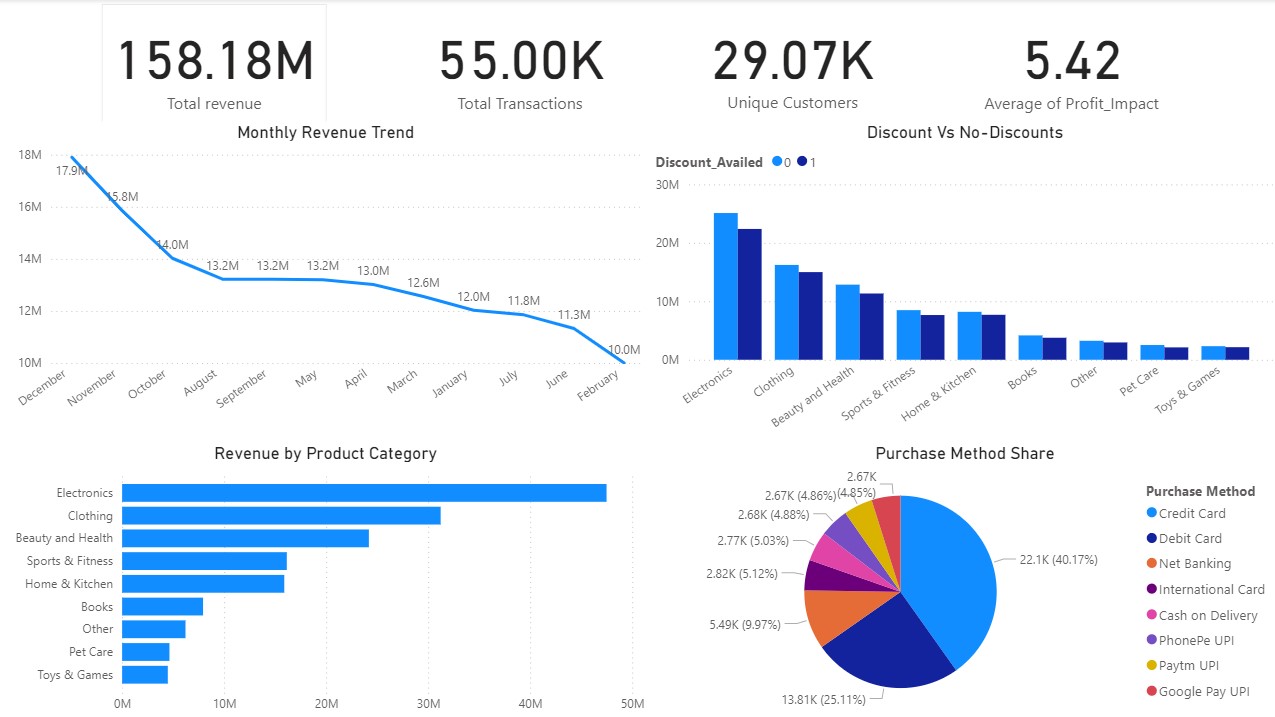 158.18M
Total revenue
55.00K
Total Transactions
29.07K
Unique Customers
5.42
Average of Profit_Impact
Monthly Revenue Trend
18M
16M
14M
12M
10M
17.9M
15.8M
14.0M
13.2M
13.2M
13.2M
13.0M
12.6M
12.0M
11.8M
11.3M
10.0M
December
November
October
August
September
May
April
March
January
July
June
February
Discount Vs No-Discounts
Discount_Availed 0 1
30M
20M
10M
0M
Electronics
Clothing
Beauty and Health
Sports & Fitness
Home & Kitchen
Books
Other
Pet Care
Toys & Games
Revenue by Product Category
Electronics
Clothing
Beauty and Health
Sports & Fitness
Home & Kitchen
Books
Other
Pet Care
Toys & Games
0M 10M 20M 30M 40M 50M
Purchase Method Share
2.67K
(4.85%)
2.67K (4.86%)
2.68K (4.88%)
2.77K (5.03%)
2.82K (5.12%)
5.49K (9.97%)
13.81K (25.11%)
22.1K (40.17%)
Purchase Method
Credit Card
Debit Card
Net Banking
International Card
Cash on Delivery
PhonePe UPI
Paytm UPI
Google Pay UPI